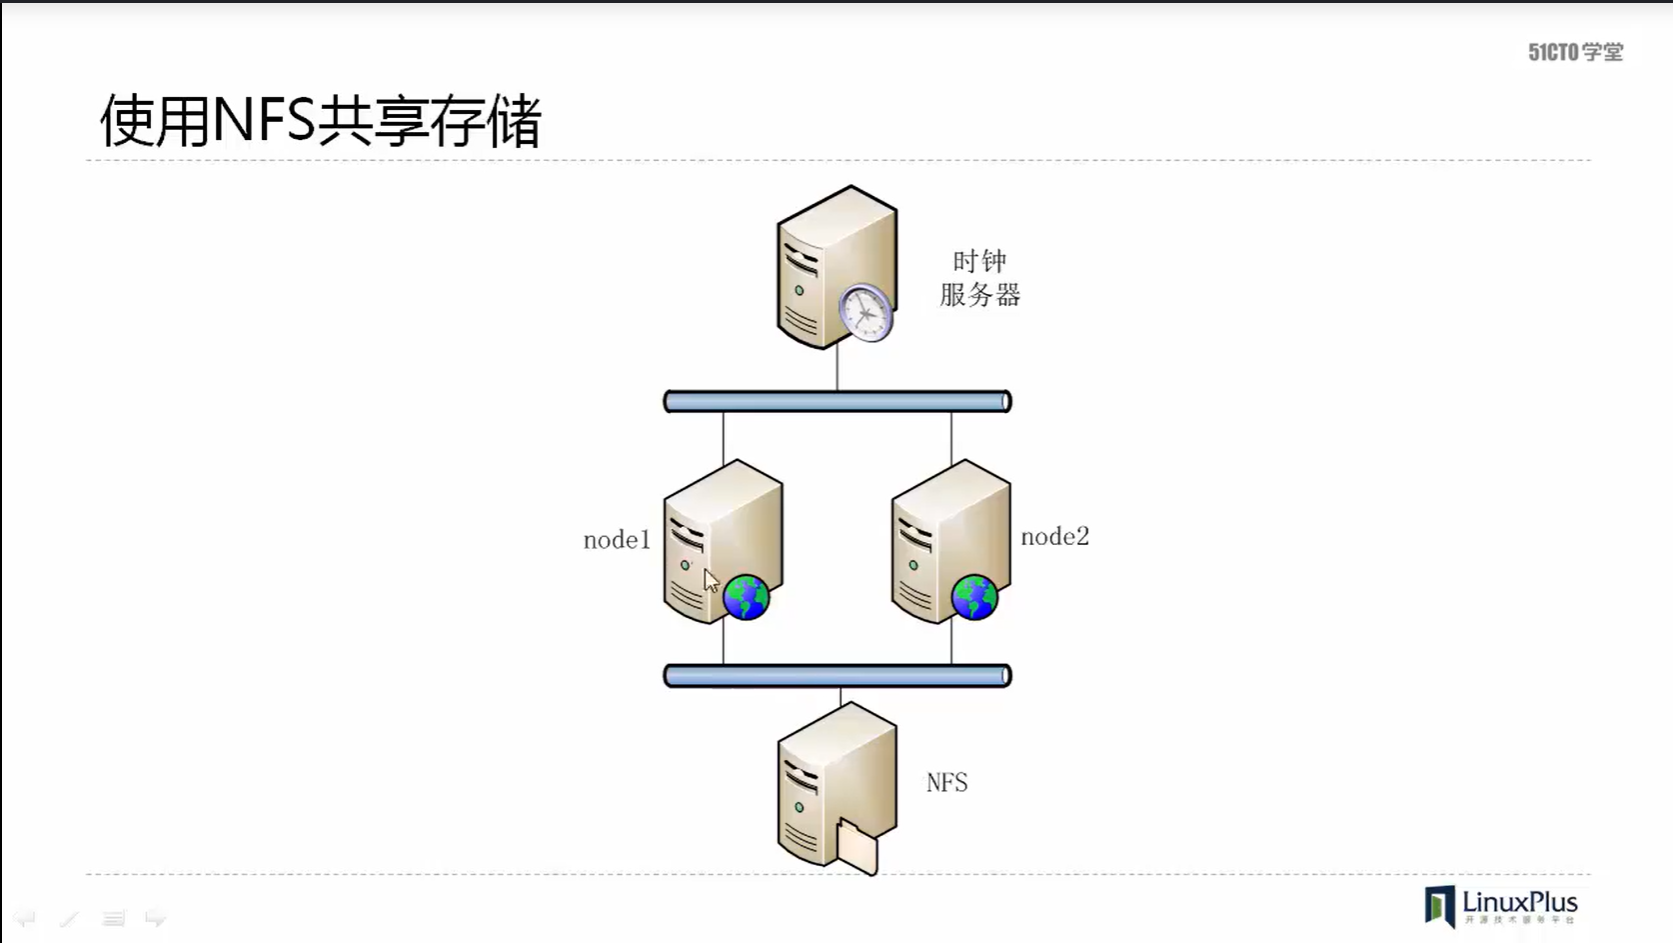 51CTO学堂
使用NFS共享存储
时钟
服务器
node1
node2
NFS
LinuxPlus
开源技术服务平台